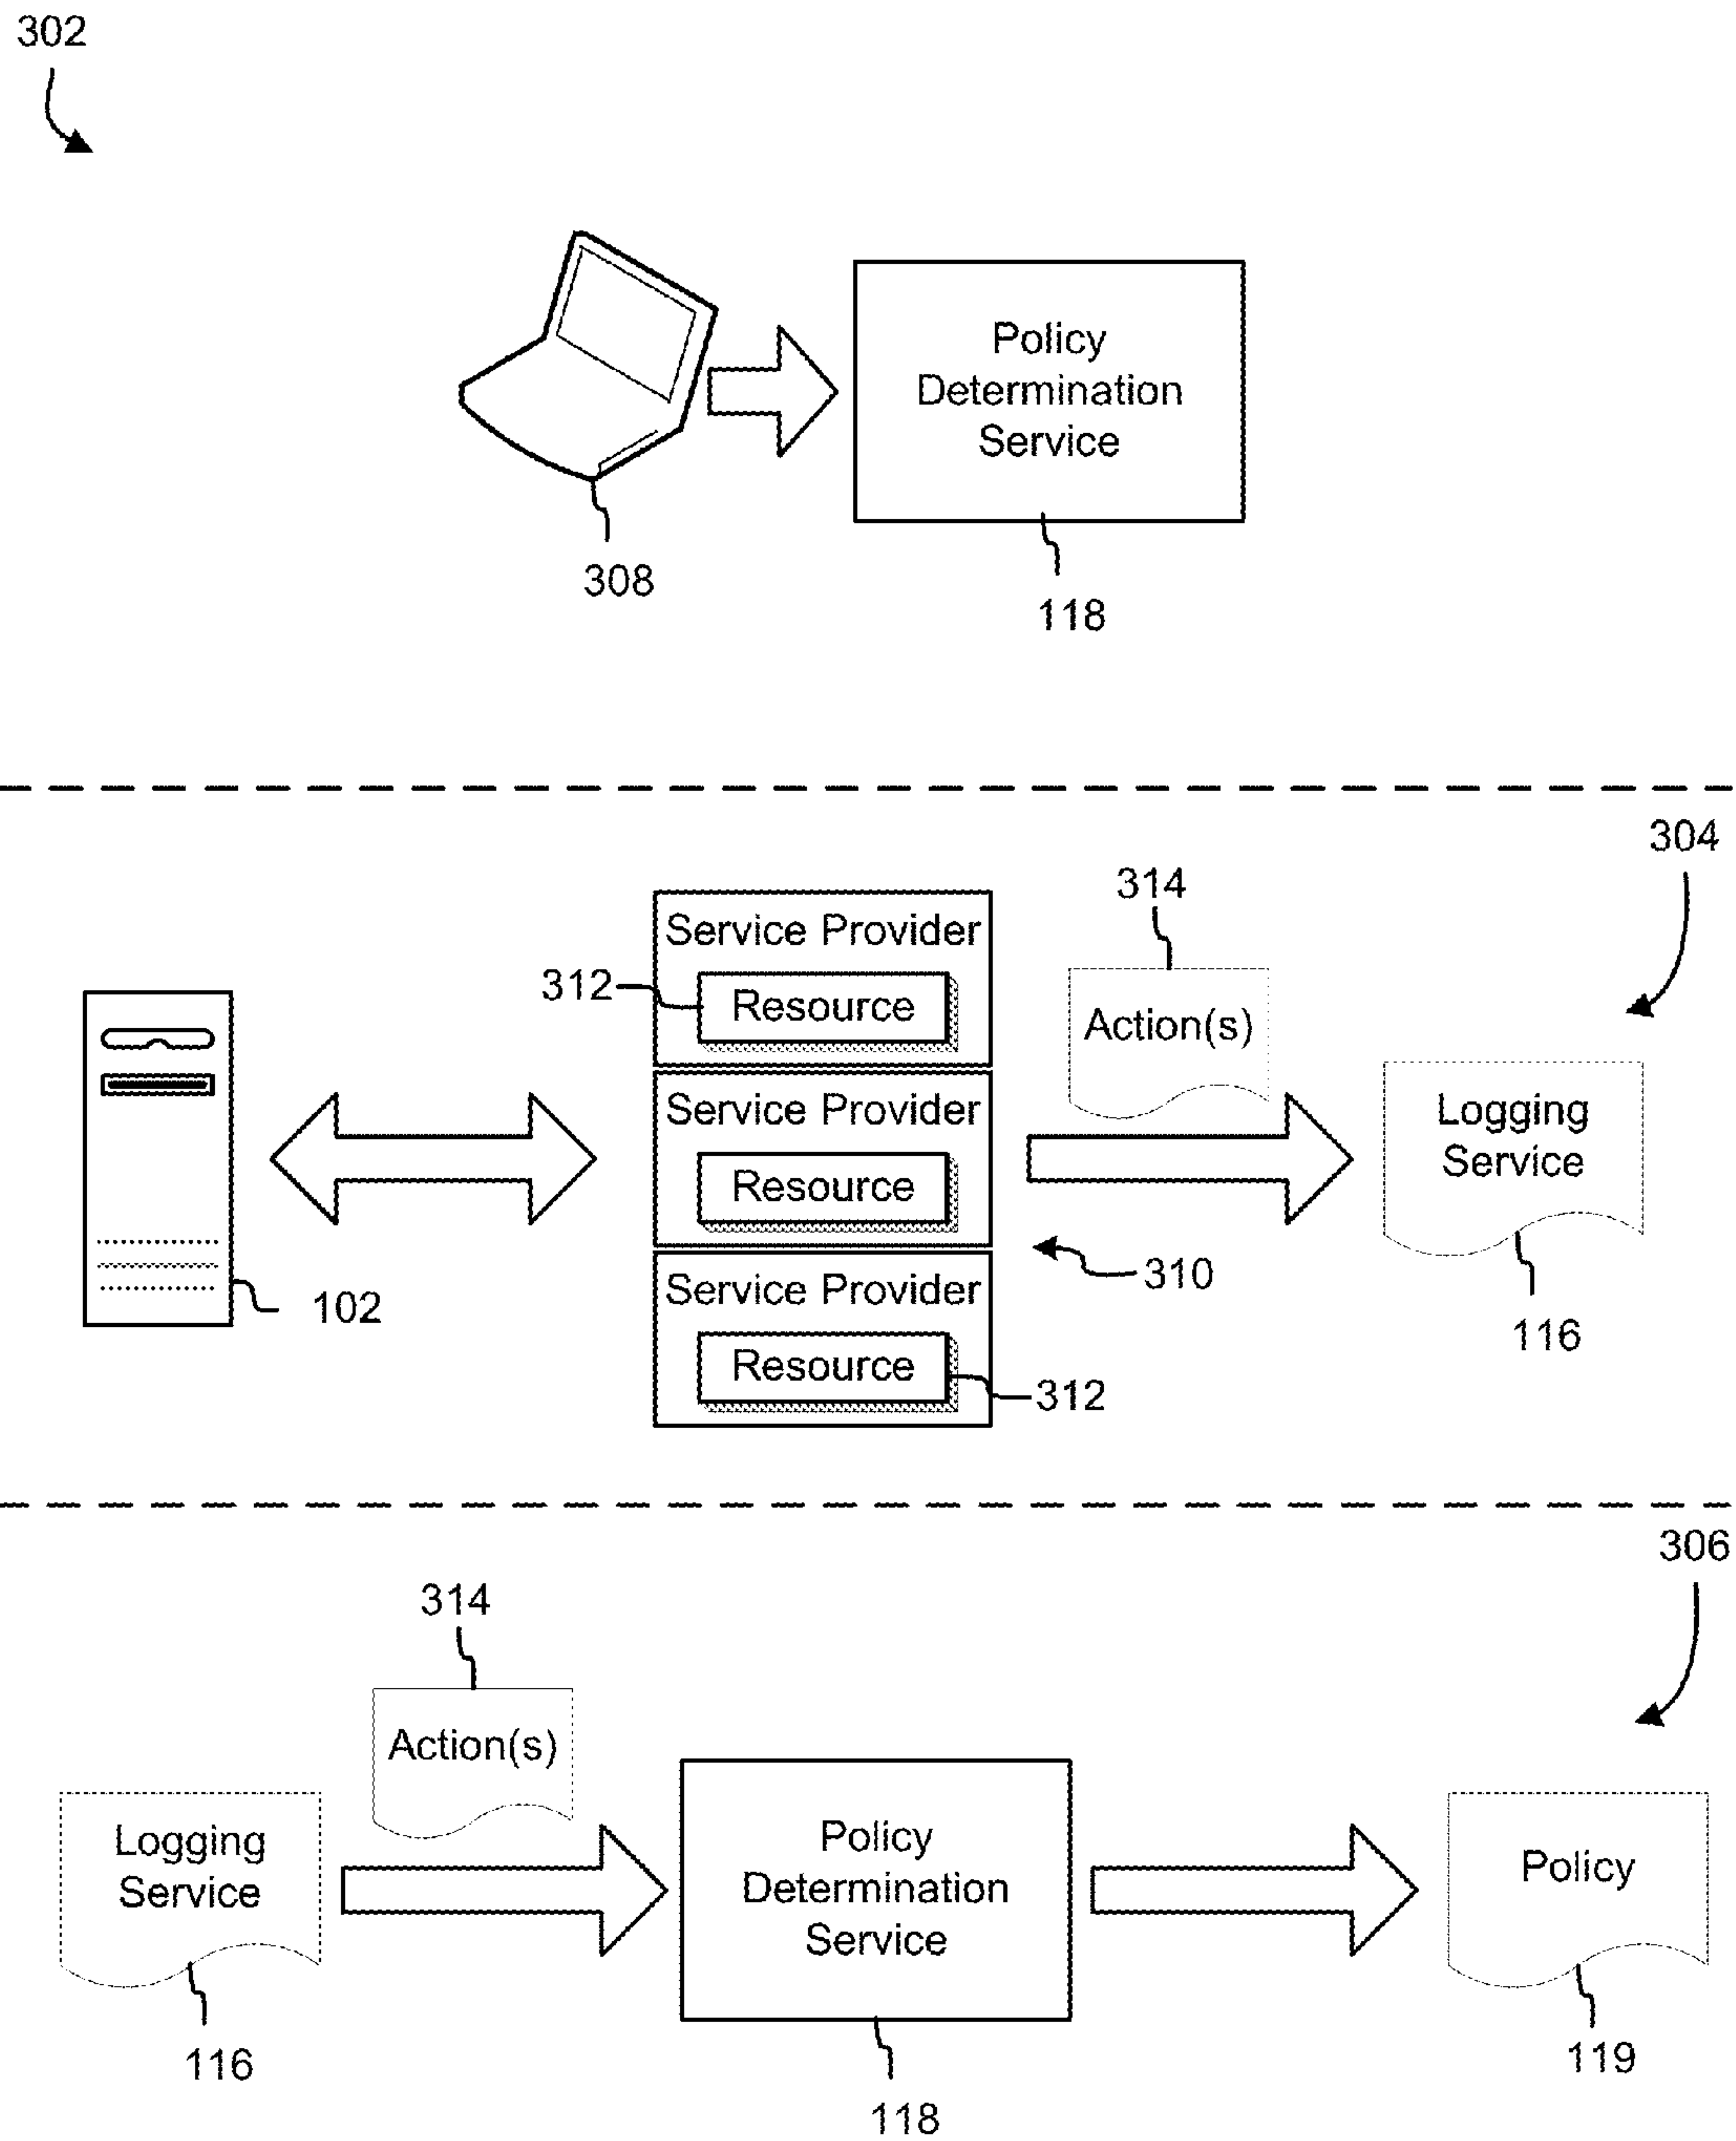 302
Policy
Determination
Service
308
118
304
314
Service Provider
312
Resource
Action(s)
Service Provider
Logging
Service
Resource
310
Service Provider
102
116
Resource
312
306
314
Action(s)
Logging
Service
Policy
Determination
Service
Policy
116
119
118